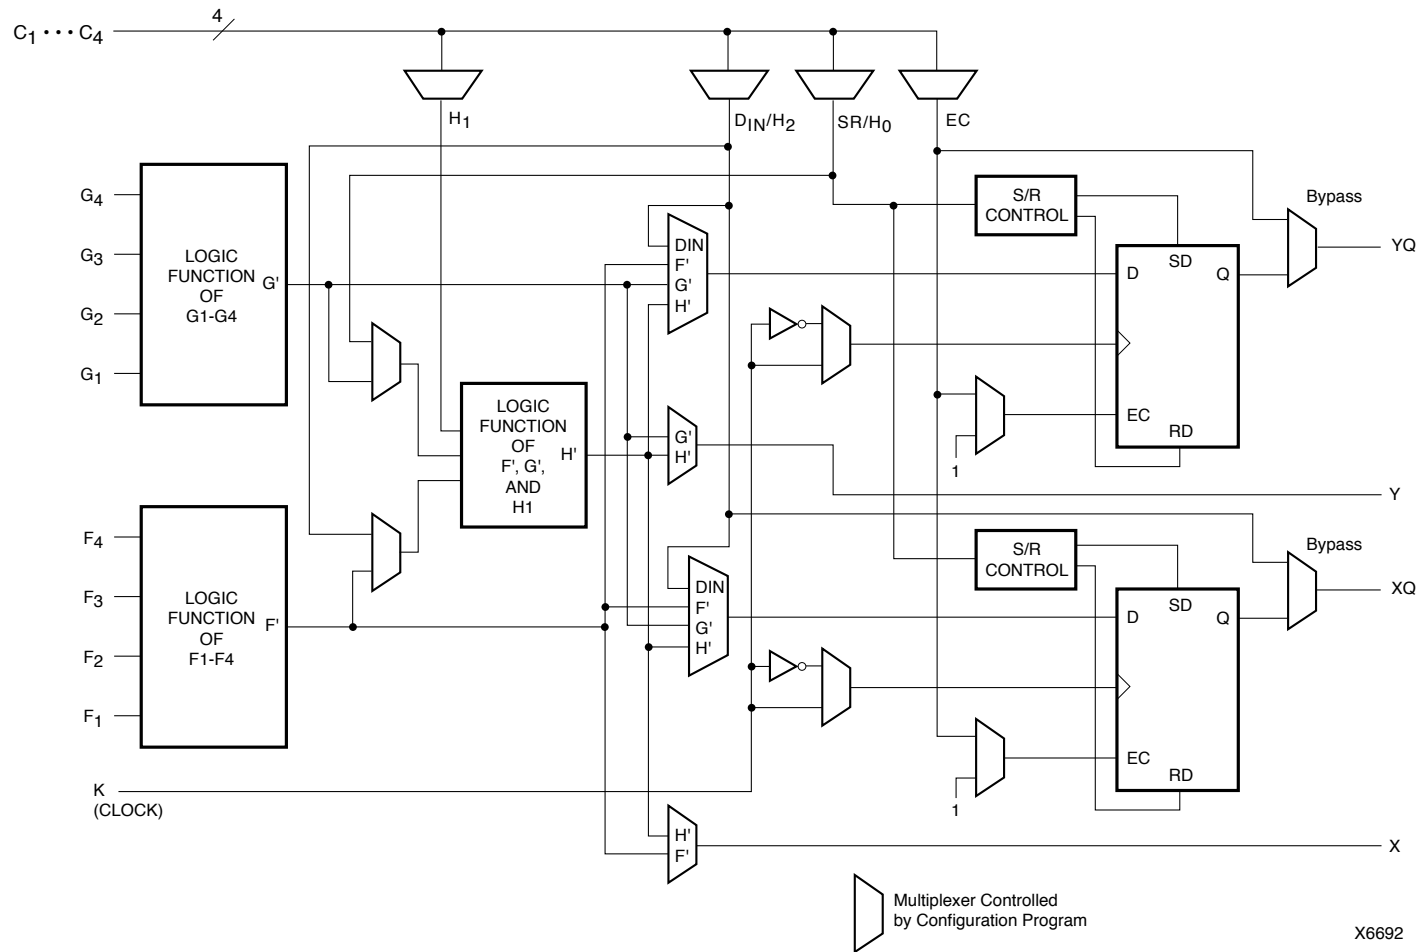 4
C1 • • • C4
H1
DIN/H2
SR/H0
EC
G4
G3
G2
G1
LOGIC
FUNCTION
OF
G1-G4
G'
DIN
F'
G'
H'
S/R
CONTROL
Bypass
YQ
D
SD
Q
EC
RD
1
LOGIC
FUNCTION
OF
F', G',
AND
H1
H'
G'
H'
Y
F4
F3
F2
F1
LOGIC
FUNCTION
OF
F1-F4
F'
DIN
F'
G'
H'
S/R
CONTROL
Bypass
XQ
D
SD
Q
EC
RD
1
K
(CLOCK)
H'
F'
X
Multiplexer Controlled
by Configuration Program
X6692